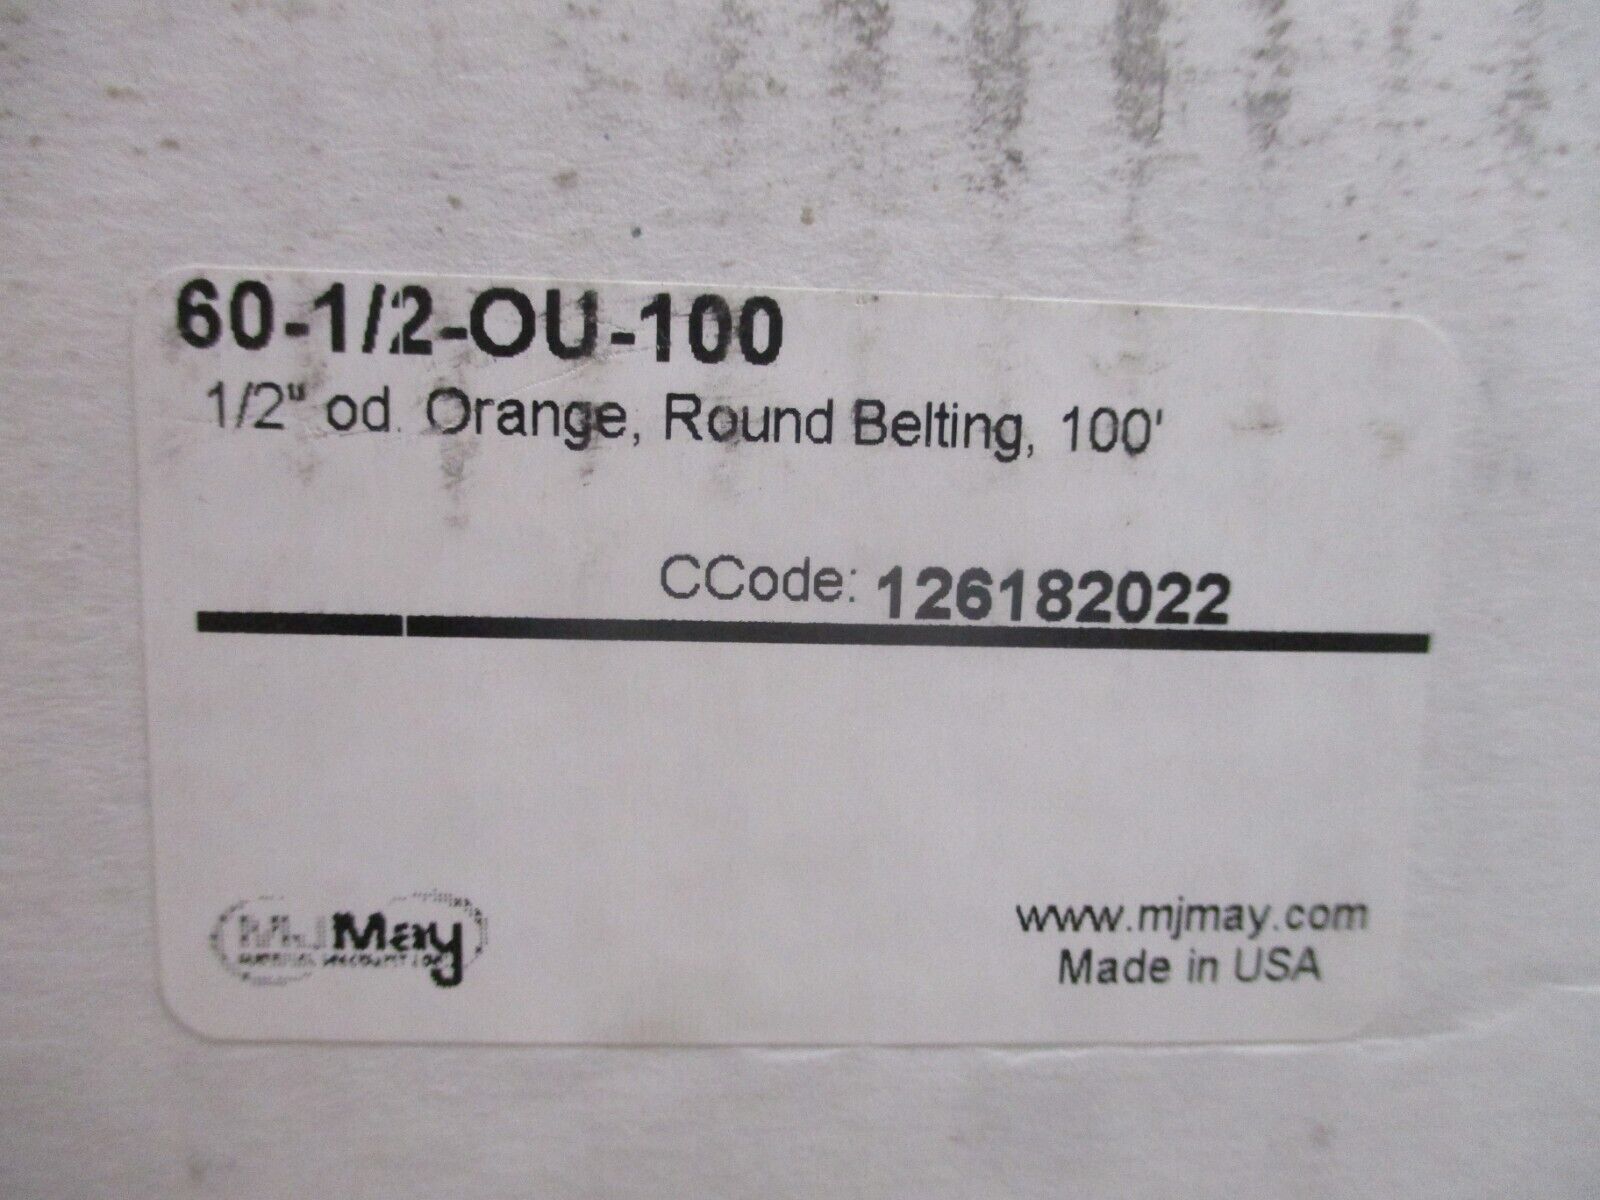 60-1/2-OU-100
1/2" od. Orange, Round Belting, 100'
CCode: 126182022
MJMay
www.mjmay.com
Made in USA